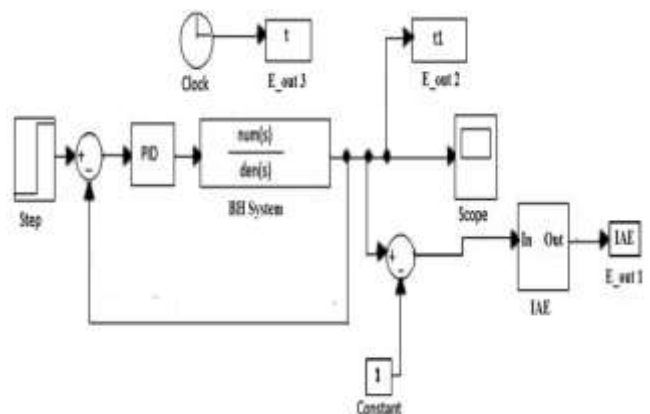 t
t1
Clock
E_out 3
E_out 2
+
-
PID
num(s)
den(s)
Step
BH System
Scope
+
-
In Out
IAE
E_out 1
IAE
1
Constant